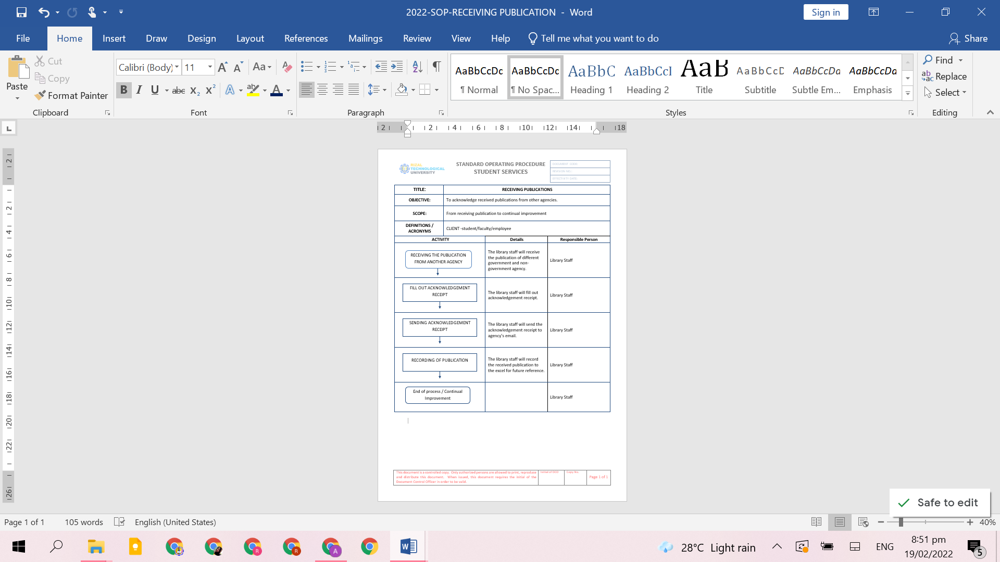 2022-SOP-RECEIVING PUBLICATION - Word
Sign in
File Home Insert Draw Design Layout References Mailings Review View Help Tell me what you want to do Share
Paste
Cut
Copy
Format Painter
Clipboard
Calibri (Body) 11
Font
Paragraph
AaBbCcDc AaBbCcDc AaBbC AaBbCcI AaB AaBbCcD AaBbCcDa AaBbCcDa
¶ Normal ¶ No Spac... Heading 1 Heading 2 Title Subtitle Subtle Em... Emphasis
Styles
Find
Replace
Select
Editing
2 2 4 6 8 10 12 14 18
RIZAL
TECHNOLOGICAL
UNIVERSITY
STANDARD OPERATING PROCEDURE
STUDENT SERVICES
DOCUMENT CODE:
REVISION NO.:
EFFECTIVITY DATE:
TITLE: RECEIVING PUBLICATIONS
OBJECTIVE: To acknowledge received publications from other agencies.
SCOPE: From receiving publication to continual improvement
DEFINITIONS /
ACRONYMS
CLIENT -student/faculty/employee
ACTIVITY Details Responsible Person
RECEIVING THE PUBLICATION
FROM ANOTHER AGENCY
The library staff will receive
the publication of different
government and non-
government agency.
Library Staff
FILL OUT ACKNOWLEDGEMENT
RECEIPT
The library staff will fill out
acknowledgement receipt.
Library Staff
SENDING ACKNOWLEDGEMENT
RECEIPT
The library staff will send the
acknowledgement receipt to
agency's email.
Library Staff
RECORDING OF PUBLICATION
The library staff will record
the received publication to
the excel for future reference.
Library Staff
End of process / Continual
Improvement
Library Staff
This document is a controlled copy. Only authorized persons are allowed to print, reproduce
and distribute this document. When issued, this document requires the initial of the
Document Control Officer in order to be valid.
Initial of DCO
Copy No.
Page 1 of 1
2 2 4 6 8 10 12 14 16 18 20 22 26
Safe to edit
Page 1 of 1 105 words English (United States) 40%
28°C Light rain
ENG
8:51 pm
19/02/2022
5